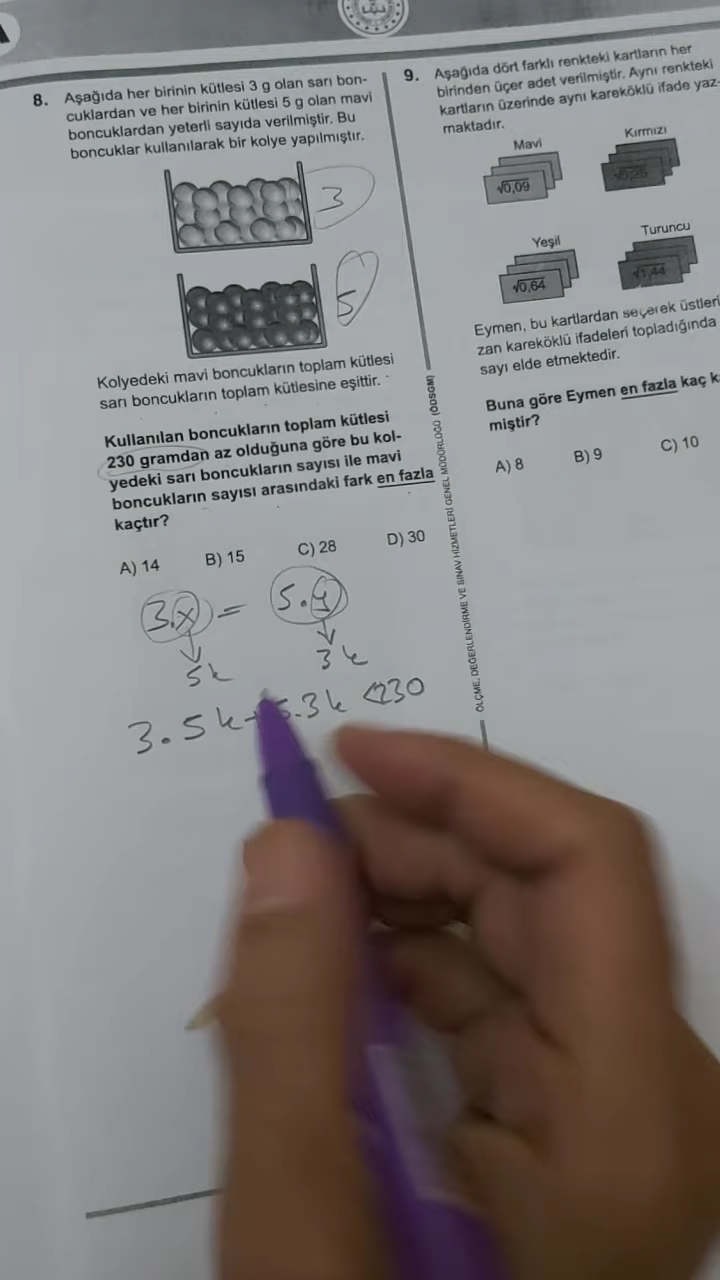 A
8. Aşağıda her birinin kütlesi 3 g olan sarı bon-
cuklardan ve her birinin kütlesi 5 g olan mavi
boncuklardan yeterli sayıda verilmiştir. Bu
boncuklar kullanılarak bir kolye yapılmıştır.
3
5
Kolyedeki mavi boncukların toplam kütlesi
sarı boncukların toplam kütlesine eşittir.
Kullanılan boncukların toplam kütlesi
230 gramdan az olduğuna göre bu kol-
yedeki sarı boncukların sayısı ile mavi
boncukların sayısı arasındaki fark en fazla
kaçtır?
A) 14 B) 15 C) 28 D) 30
3.x = 5.y
5k 3k
3.5k+5.3k <230
ÖLÇME, DEĞERLENDİRME VE SINAV HİZMETLERİ GENEL MÜDÜRLÜĞÜ (ÖDSGM)
9. Aşağıda dört farklı renkteki kartların her
birinden üçer adet verilmiştir. Aynı renkteki
kartların üzerinde aynı kareköklü ifade yaz-
maktadır.
Mavi Kırmızı
√0,09 √0,25
Yeşil Turuncu
√0,64 √1,44
Eymen, bu kartlardan seçerek üstleri
zan kareköklü ifadeleri topladığında
sayı elde etmektedir.
Buna göre Eymen en fazla kaç k
miştir?
A) 8 B) 9 C) 10